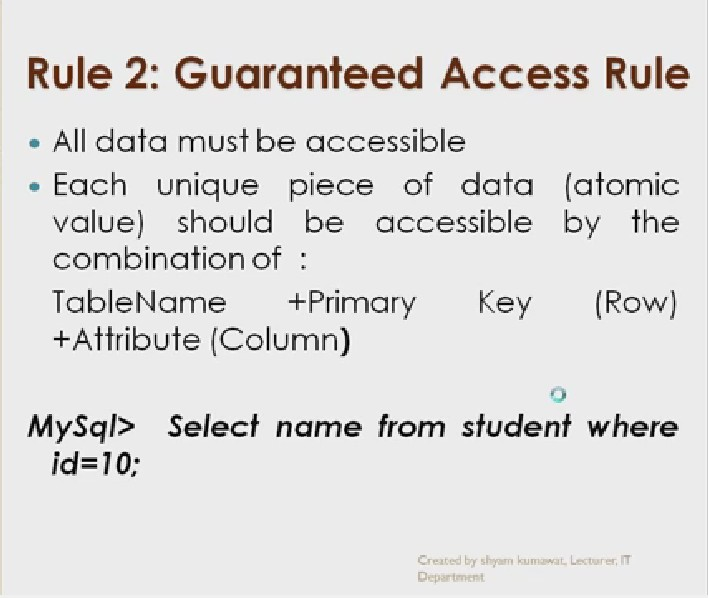 Rule 2: Guaranteed Access Rule
• All data must be accessible
• Each unique piece of data (atomic
value) should be accessible by the
combination of :
TableName +Primary Key (Row)
+Attribute (Column)
MySql> Select name from student where
id=10;
Created by shyam kumawat, Lecturer, IT
Department